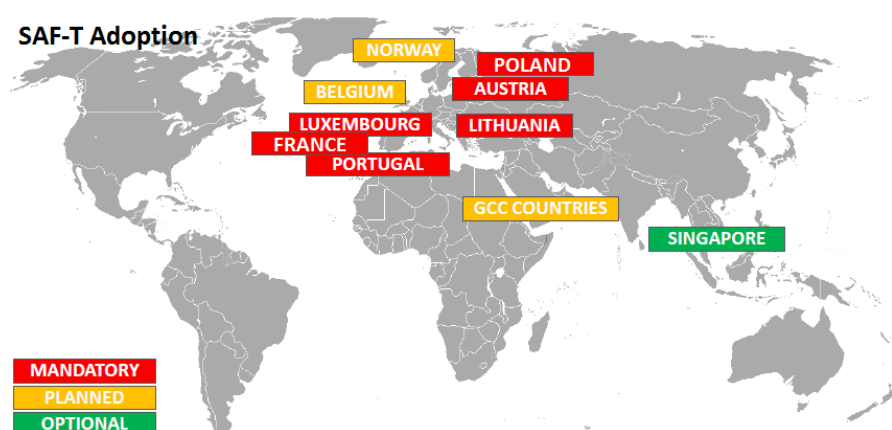 SAF-T Adoption
NORWAY
POLAND
AUSTRIA
BELGIUM
LUXEMBOURG
LITHUANIA
FRANCE
PORTUGAL
GCC COUNTRIES
SINGAPORE
MANDATORY
PLANNED
OPTIONAL